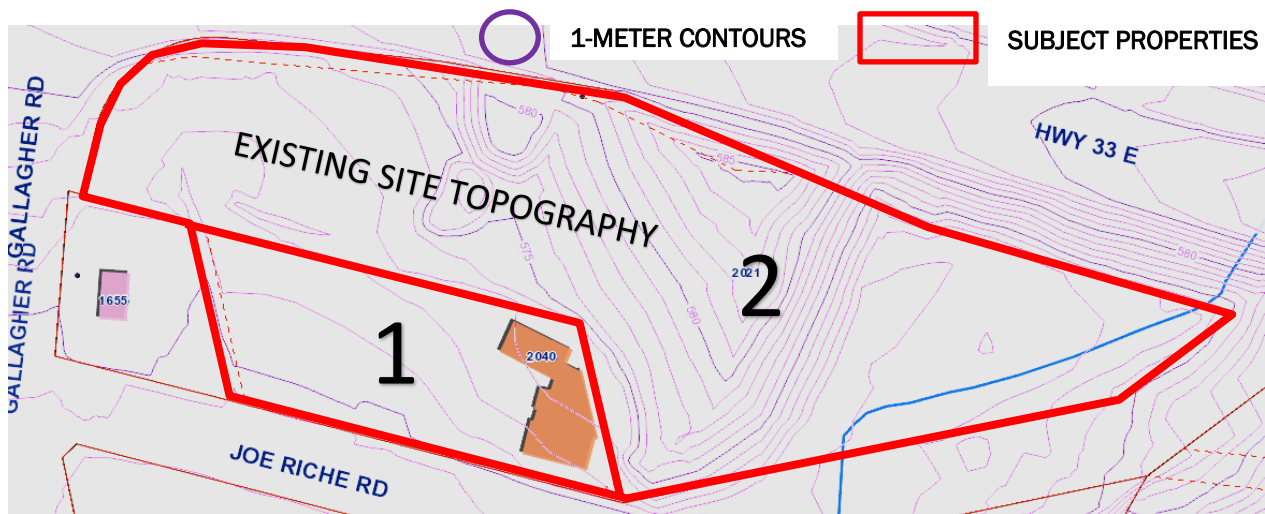 1-METER CONTOURS
SUBJECT PROPERTIES
GALLAGHER RD
GALLAGHER RD
HWY 33 E
EXISTING SITE TOPOGRAPHY
580
585
575
580
580
2021
2
1655
1
2040
JOE RICHE RD